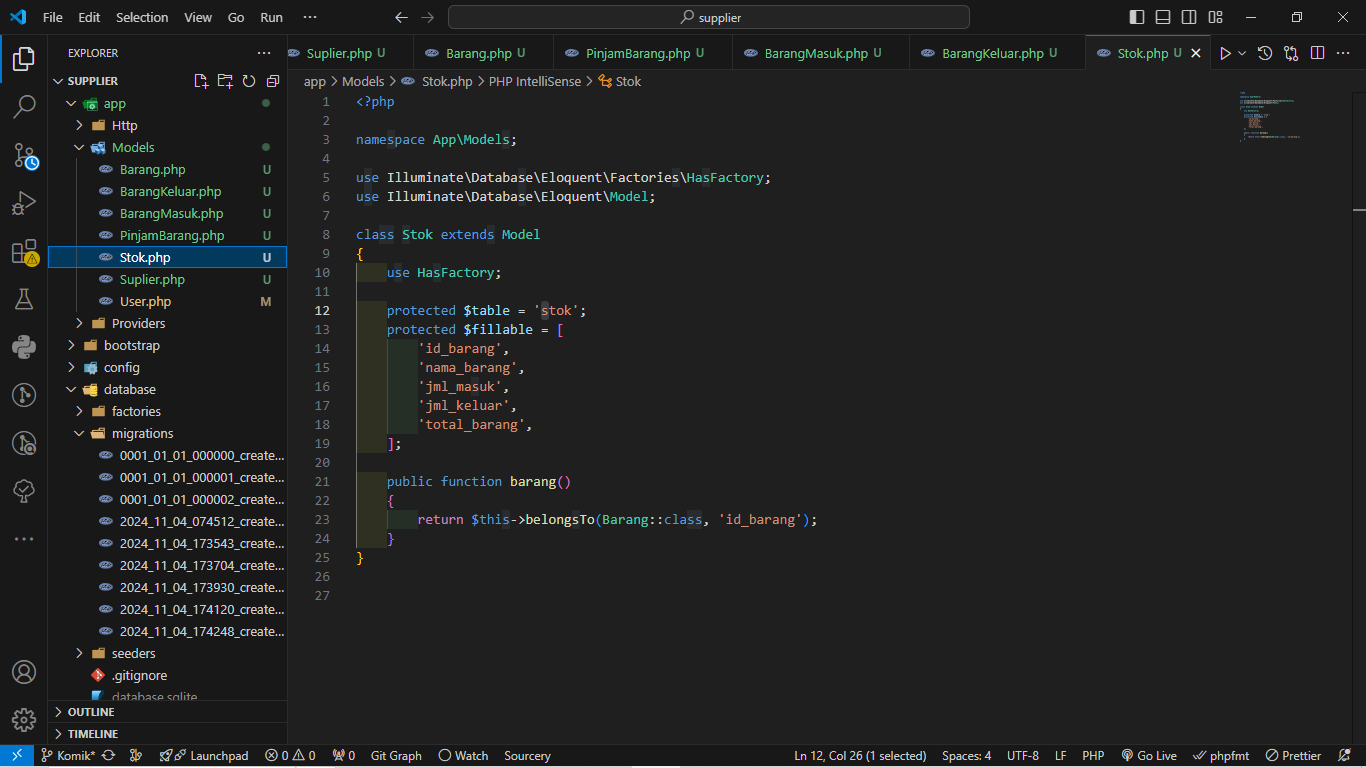 File Edit Selection View Go Run ··· supplier
EXPLORER ···
Suplier.php U Barang.php U PinjamBarang.php U BarangMasuk.php U BarangKeluar.php U Stok.php U
app > Models > Stok.php > PHP IntelliSense > Stok
SUPPLIER
app
Http
Models
Barang.php U
BarangKeluar.php U
BarangMasuk.php U
PinjamBarang.php U
Stok.php U
Suplier.php U
User.php M
Providers
bootstrap
config
database
factories
migrations
0001_01_01_000000_create...
0001_01_01_000001_create...
0001_01_01_000002_create...
2024_11_04_074512_create...
2024_11_04_173543_create...
2024_11_04_173704_create...
2024_11_04_173930_create...
2024_11_04_174120_create...
2024_11_04_174248_create...
seeders
.gitignore
database.sqlite
OUTLINE
TIMELINE
1 <?php
2
3 namespace App\Models;
4
5 use Illuminate\Database\Eloquent\Factories\HasFactory;
6 use Illuminate\Database\Eloquent\Model;
7
8 class Stok extends Model
9 {
10 use HasFactory;
11
12 protected $table = 'stok';
13 protected $fillable = [
14 'id_barang',
15 'nama_barang',
16 'jml_masuk',
17 'jml_keluar',
18 'total_barang',
19 ];
20
21 public function barang()
22 {
23 return $this->belongsTo(Barang::class, 'id_barang');
24 }
25 }
26
27
Komik* Launchpad 0 0 0 Git Graph Watch Sourcery Ln 12, Col 26 (1 selected) Spaces: 4 UTF-8 LF PHP Go Live phpfmt Prettier